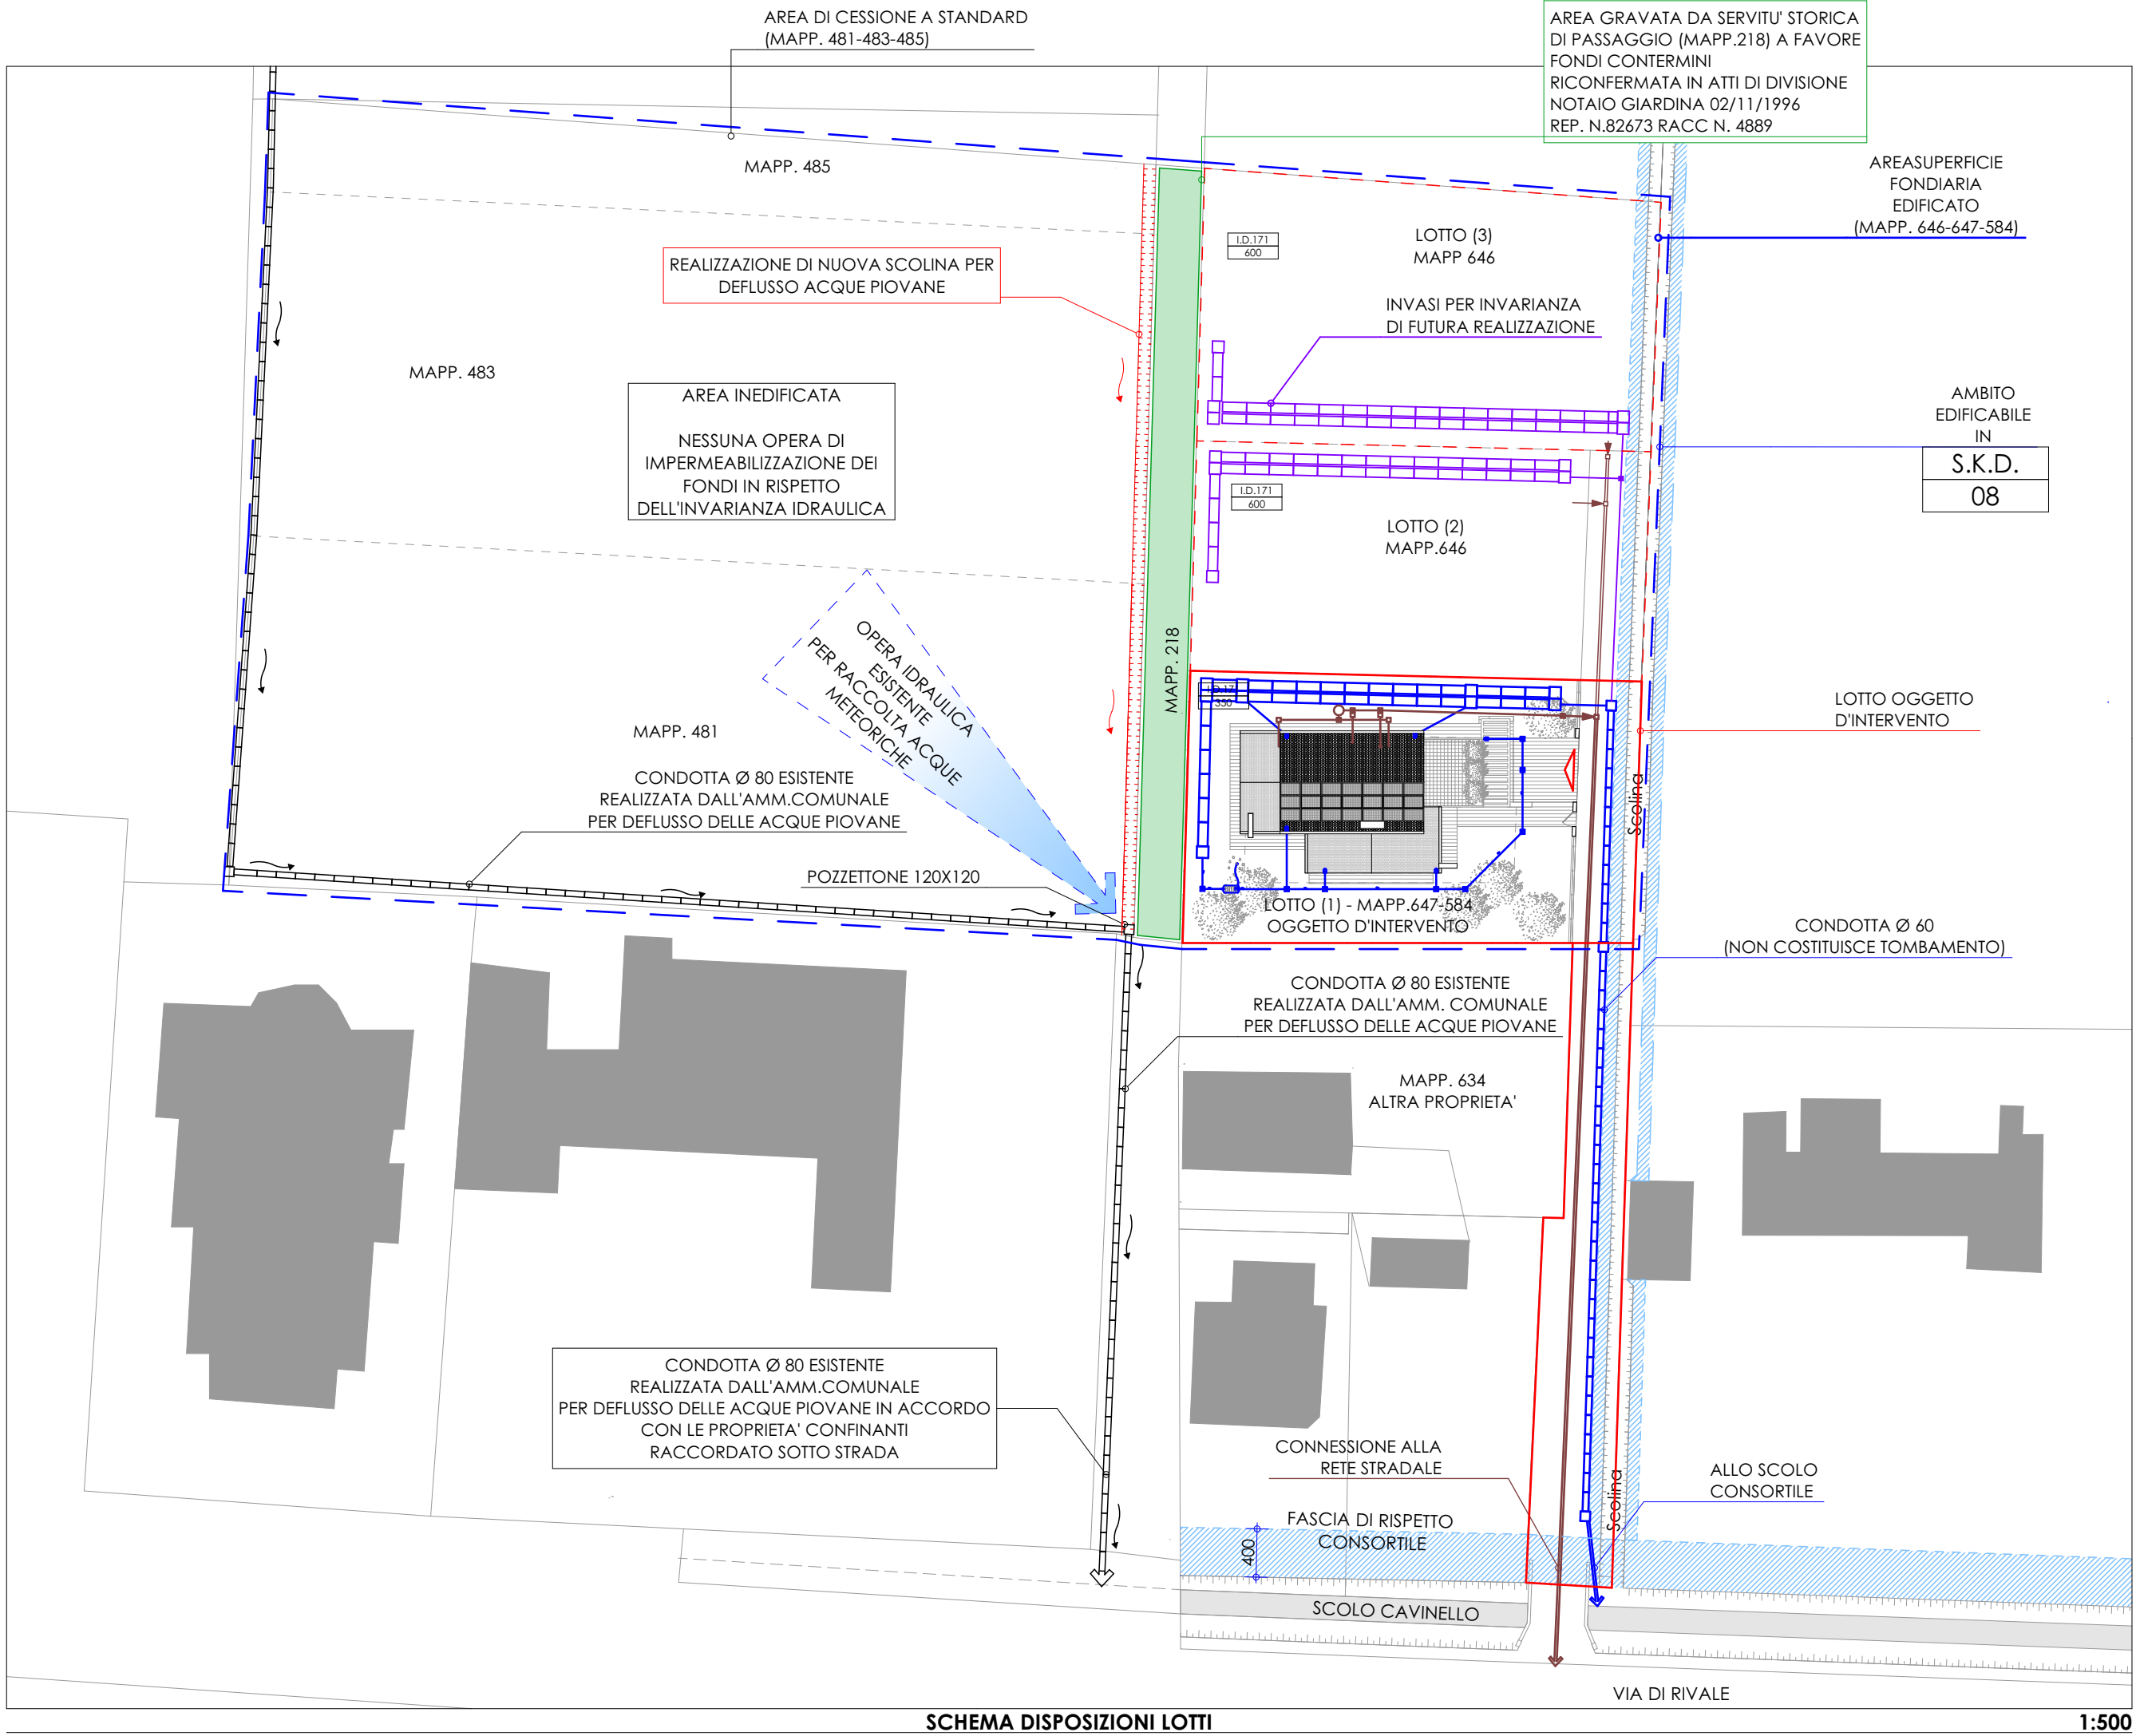 AREA DI CESSIONE A STANDARD
(MAPP. 481-483-485)
AREA GRAVATA DA SERVITU' STORICA
DI PASSAGGIO (MAPP.218) A FAVORE
FONDI CONTERMINI
RICONFERMATA IN ATTI DI DIVISIONE
NOTAIO GIARDINA 02/11/1996
REP. N.82673 RACC N. 4889
MAPP. 485
AREASUPERFICIE
FONDIARIA
EDIFICATO
(MAPP. 646-647-584)
REALIZZAZIONE DI NUOVA SCOLINA PER
DEFLUSSO ACQUE PIOVANE
I.D.171
600
LOTTO (3)
MAPP 646
INVASI PER INVARIANZA
DI FUTURA REALIZZAZIONE
MAPP. 483
AREA INEDIFICATA
NESSUNA OPERA DI
IMPERMEABILIZZAZIONE DEI
FONDI IN RISPETTO
DELL'INVARIANZA IDRAULICA
AMBITO
EDIFICABILE
IN
S.K.D.
08
I.D.171
600
LOTTO (2)
MAPP.646
OPERA IDRAULICA
ESISTENTE
PER RACCOLTA ACQUE
METEORICHE
MAPP. 218
350
MAPP. 481
LOTTO OGGETTO
D'INTERVENTO
CONDOTTA Ø 80 ESISTENTE
REALIZZATA DALL'AMM.COMUNALE
PER DEFLUSSO DELLE ACQUE PIOVANE
Scolina
POZZETTONE 120X120
LOTTO (1) - MAPP.647-584
OGGETTO D'INTERVENTO
CONDOTTA Ø 60
(NON COSTITUISCE TOMBAMENTO)
CONDOTTA Ø 80 ESISTENTE
REALIZZATA DALL'AMM. COMUNALE
PER DEFLUSSO DELLE ACQUE PIOVANE
MAPP. 634
ALTRA PROPRIETA'
CONDOTTA Ø 80 ESISTENTE
REALIZZATA DALL'AMM.COMUNALE
PER DEFLUSSO DELLE ACQUE PIOVANE IN ACCORDO
CON LE PROPRIETA' CONFINANTI
RACCORDATO SOTTO STRADA
CONNESSIONE ALLA
RETE STRADALE
ALLO SCOLO
CONSORTILE
Scolina
FASCIA DI RISPETTO
CONSORTILE
400
SCOLO CAVINELLO
VIA DI RIVALE
SCHEMA DISPOSIZIONI LOTTI
1:500